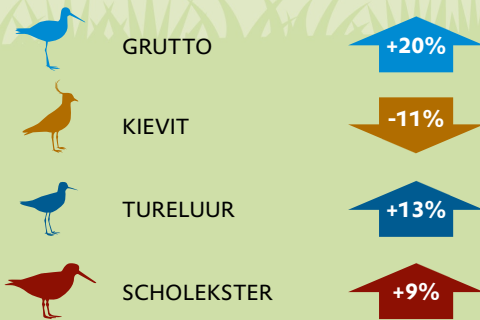 GRUTTO +20%
KIEVIT -11%
TURELUUR +13%
SCHOLEKSTER +9%